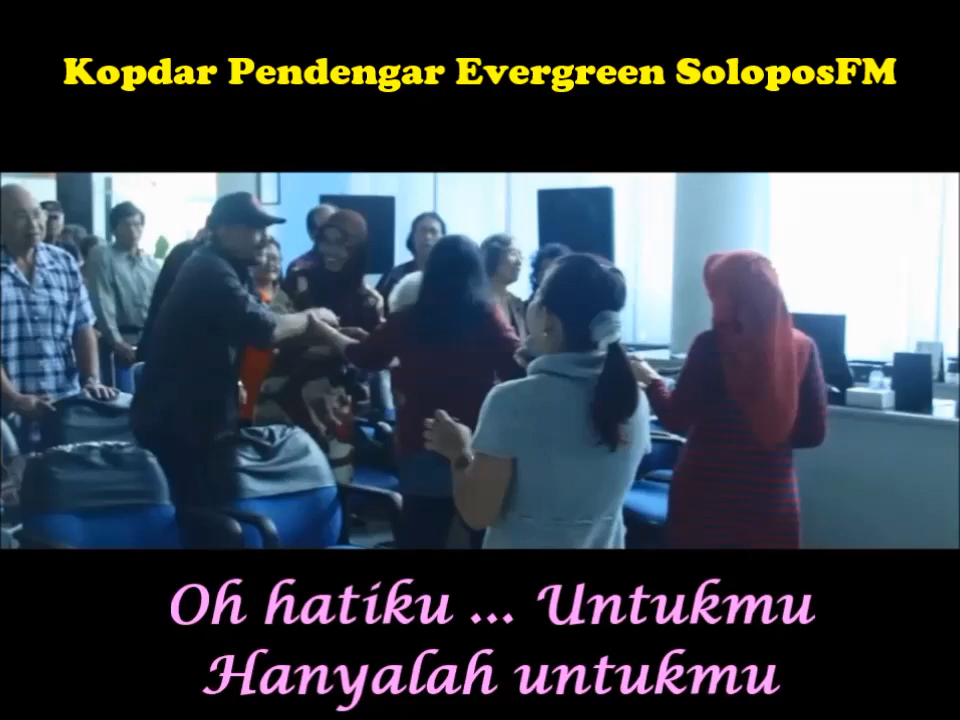 Kopdar Pendengar Evergreen SoloposFM
Oh hatiku ... Untukmu
Hanyalah untukmu